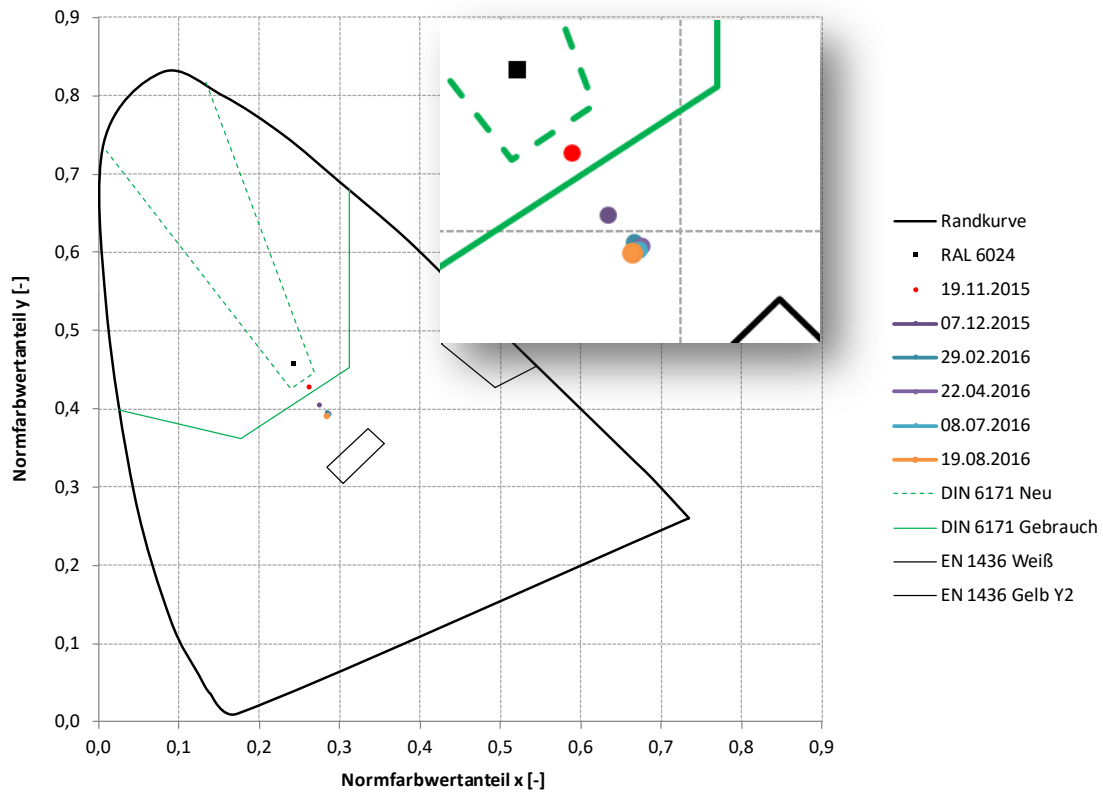 0,9
0,8
0,7
0,6
0,5
0,4
0,3
0,2
0,1
0,0
Normfarbwertanteil y [-]
0,0 0,1 0,2 0,3 0,4 0,5 0,6 0,7 0,8 0,9
Normfarbwertanteil x [-]
Randkurve
RAL 6024
19.11.2015
07.12.2015
29.02.2016
22.04.2016
08.07.2016
19.08.2016
DIN 6171 Neu
DIN 6171 Gebrauch
EN 1436 Weiß
EN 1436 Gelb Y2